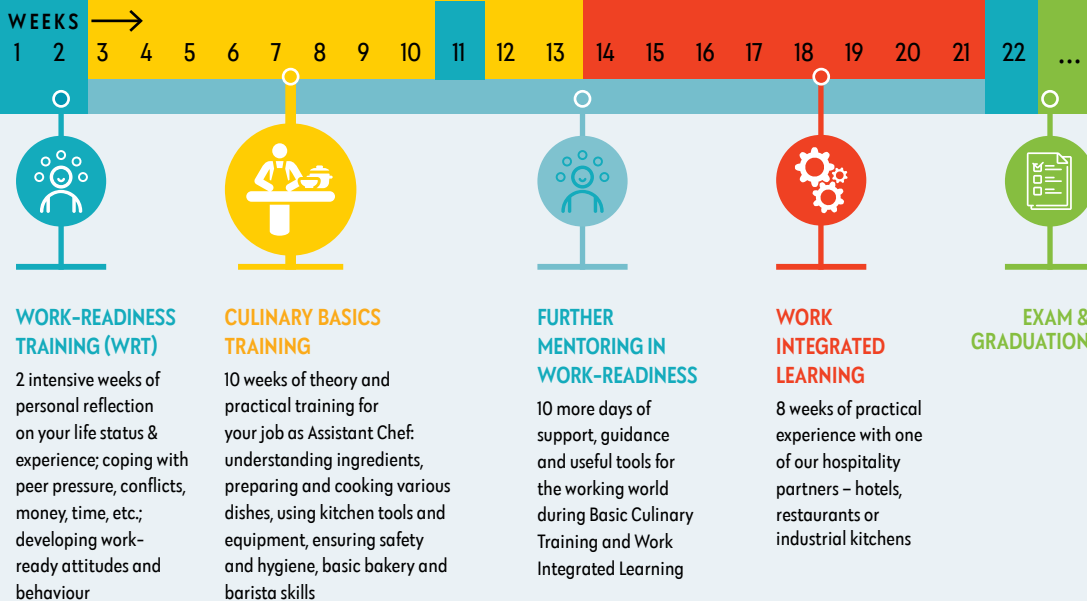 WEEKS
1 2 3 4 5 6 7 8 9 10 11 12 13 14 15 16 17 18 19 20 21 22 ...
WORK-READINESS
TRAINING (WRT)
2 intensive weeks of
personal reflection
on your life status &
experience; coping with
peer pressure, conflicts,
money, time, etc.;
developing work-
ready attitudes and
behaviour
CULINARY BASICS
TRAINING
10 weeks of theory and
practical training for
your job as Assistant Chef:
understanding ingredients,
preparing and cooking various
dishes, using kitchen tools and
equipment, ensuring safety
and hygiene, basic bakery and
barista skills
FURTHER
MENTORING IN
WORK-READINESS
10 more days of
support, guidance
and useful tools for
the working world
during Basic Culinary
Training and Work
Integrated Learning
WORK
INTEGRATED
LEARNING
8 weeks of practical
experience with one
of our hospitality
partners – hotels,
restaurants or
industrial kitchens
EXAM &
GRADUATION